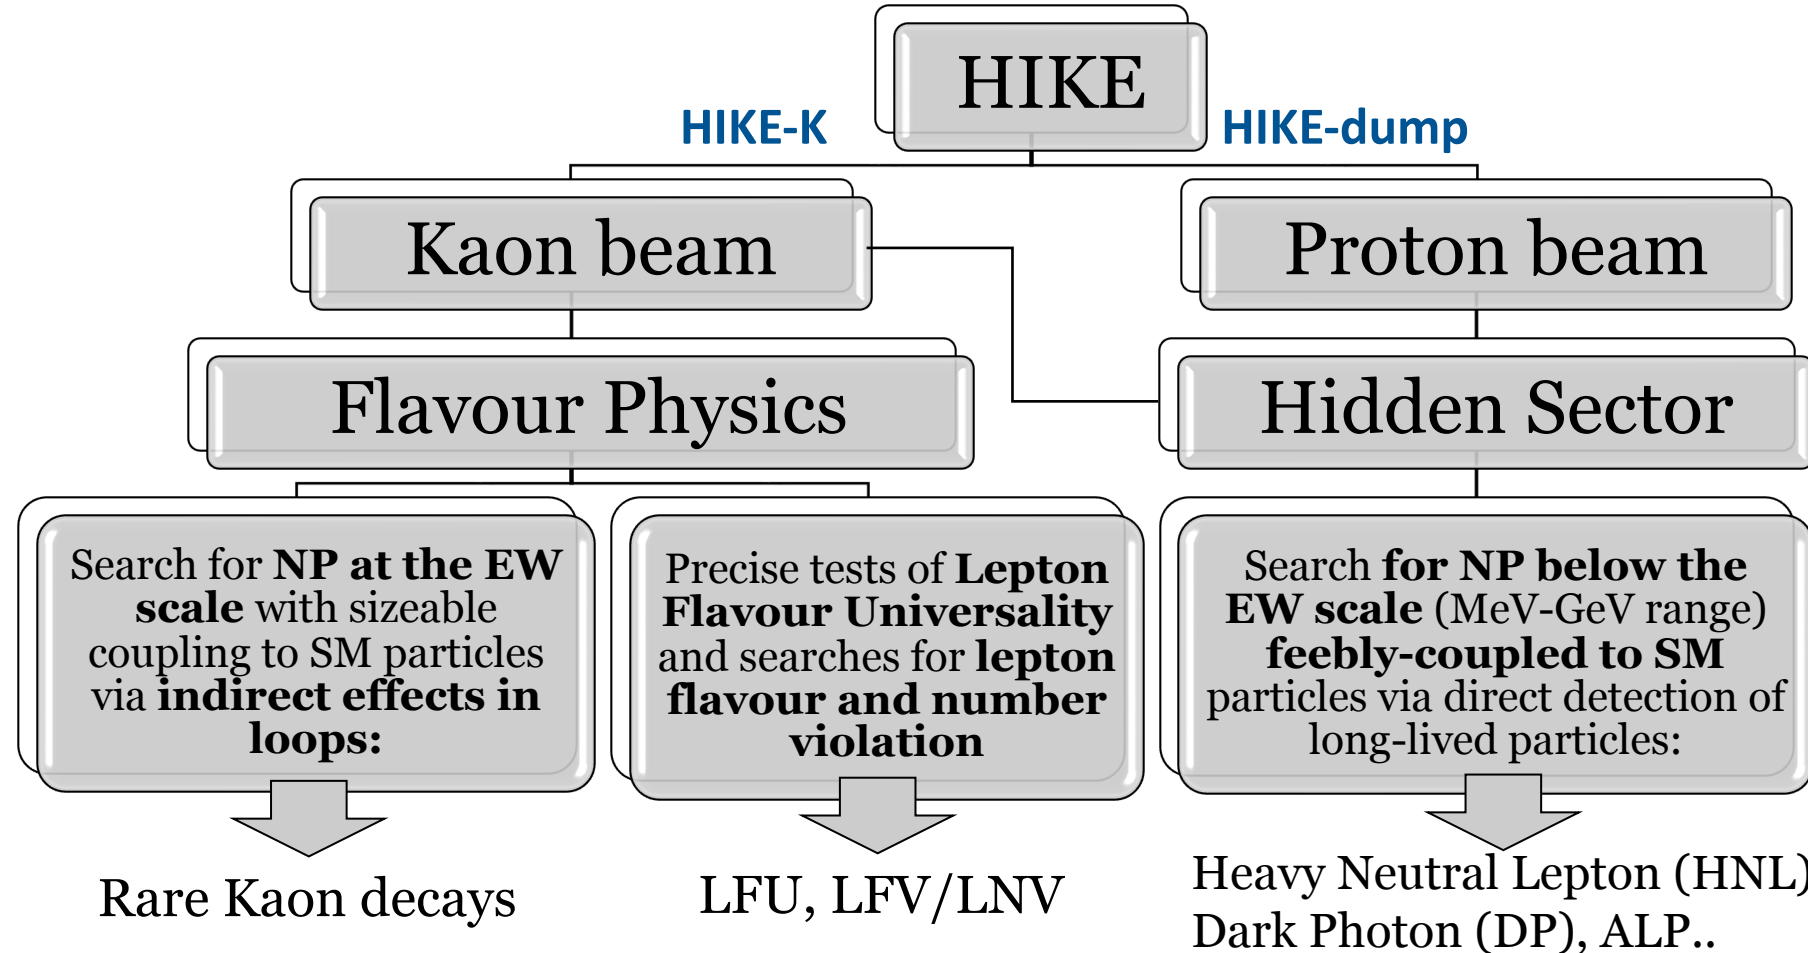 HIKE
HIKE-K
HIKE-dump
Kaon beam
Proton beam
Flavour Physics
Hidden Sector
Search for NP at the EW
scale with sizeable
coupling to SM particles
via indirect effects in
loops:
Precise tests of Lepton
Flavour Universality
and searches for lepton
flavour and number
violation
Search for NP below the
EW scale (MeV-GeV range)
feebly-coupled to SM
particles via direct detection of
long-lived particles:
Rare Kaon decays
LFU, LFV/LNV
Heavy Neutral Lepton (HNL)
Dark Photon (DP), ALP..